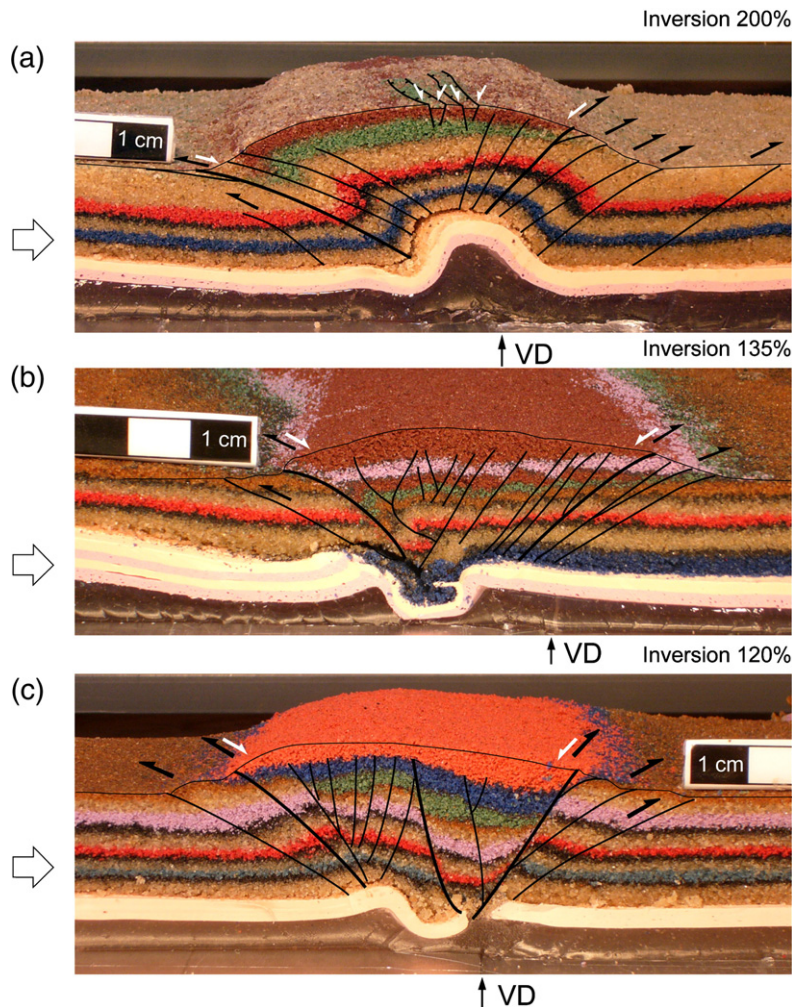 Inversion 200%
(a)
1 cm
VD
Inversion 135%
(b)
1 cm
VD
Inversion 120%
(c)
1 cm
VD